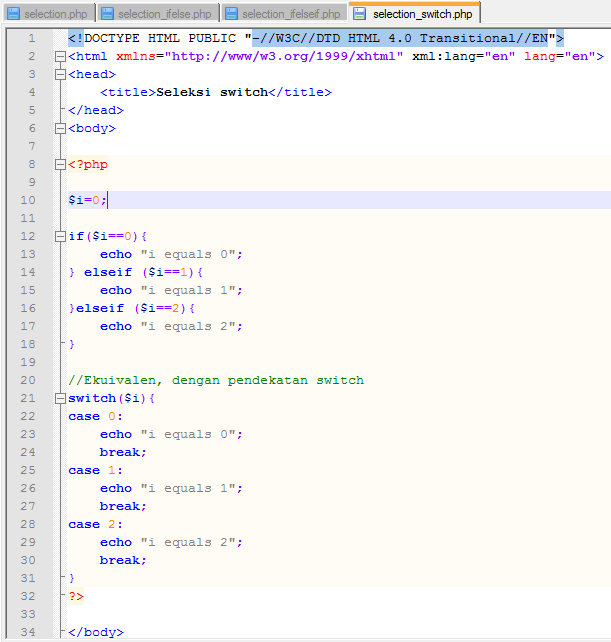 selection.php selection_ifelse.php selection_ifelseif.php selection_switch.php
1 <!DOCTYPE HTML PUBLIC "-//W3C//DTD HTML 4.0 Transitional//EN">
2 <html xmlns="http://www/w3.org/1999/xhtml" xml:lang="en" lang="en">
3 <head>
4     <title>Seleksi switch</title>
5 </head>
6 <body>
7
8 <?php
9
10 $i=0;
11
12 if($i==0){
13     echo "i equals 0";
14 } elseif ($i==1){
15     echo "i equals 1";
16 }elseif ($i==2){
17     echo "i equals 2";
18 }
19
20 //Ekuivalen, dengan pendekatan switch
21 switch($i){
22 case 0:
23     echo "i equals 0";
24     break;
25 case 1:
26     echo "i equals 1";
27     break;
28 case 2:
29     echo "i equals 2";
30     break;
31 }
32 ?>
33
34 </body>